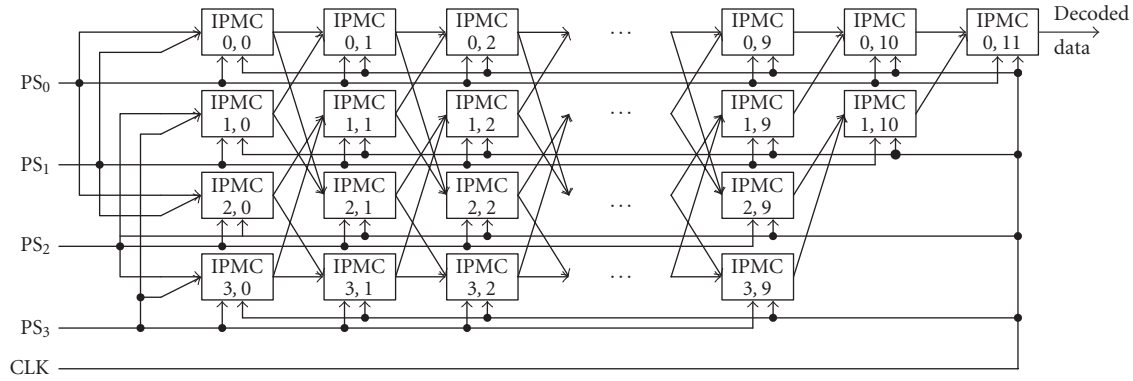 IPMC IPMC IPMC IPMC IPMC IPMC Decoded
0, 0 0, 1 0, 2 ... 0, 9 0, 10 0, 11 data
PS0
IPMC IPMC IPMC IPMC IPMC
1, 0 1, 1 1, 2 ... 1, 9 1, 10
PS1
IPMC IPMC IPMC IPMC
2, 0 2, 1 2, 2 ... 2, 9
PS2
IPMC IPMC IPMC IPMC
3, 0 3, 1 3, 2 ... 3, 9
PS3
CLK